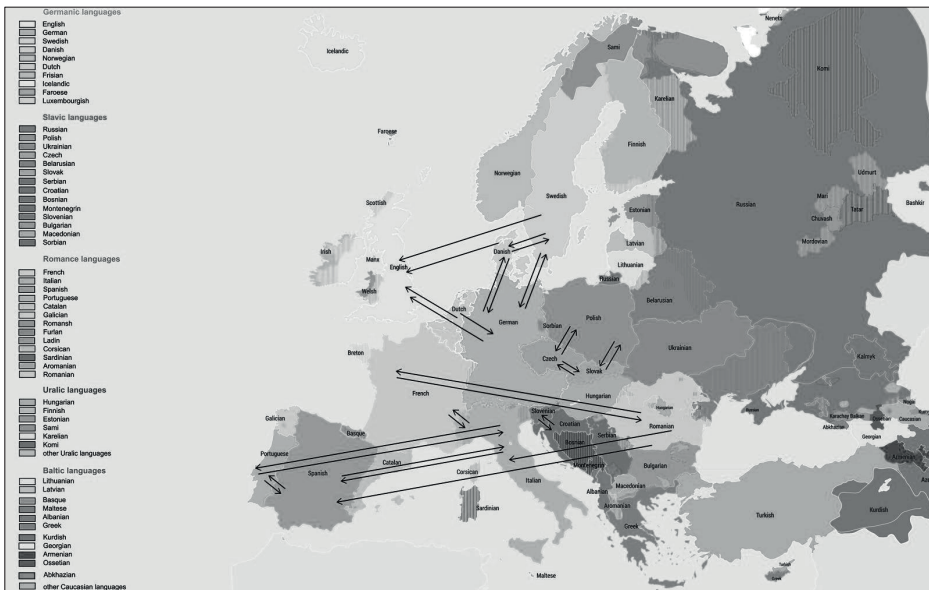 Germanic languages
English
German
Swedish
Danish
Norwegian
Dutch
Frisian
Icelandic
Faroese
Luxembourgish
Slavic languages
Russian
Polish
Ukrainian
Czech
Belarusian
Slovak
Serbian
Croatian
Bosnian
Montenegrin
Slovenian
Bulgarian
Macedonian
Sorbian
Romance languages
French
Italian
Spanish
Portuguese
Catalan
Galician
Romansh
Furlan
Ladin
Corsican
Sardinian
Aromanian
Romanian
Uralic languages
Hungarian
Finnish
Estonian
Sami
Karelian
Komi
other Uralic languages
Baltic languages
Lithuanian
Latvian
Basque
Maltese
Albanian
Greek
Kurdish
Georgian
Armenian
Ossetian
Abkhazian
other Caucasian languages
Icelandic
Nenets
Sami
Komi
Karelian
Faroese
Finnish
Norwegian
Udmurt
Swedish
Bashkir
Mari
Tatar
Russian
Scottish
Estonian
Chuvash
Mordovian
Irish
Manx
Danish
Latvian
English
Lithuanian
Russian
Welsh
Belarusian
Dutch
German
Sorbian
Polish
Ukrainian
Breton
Czech
Slovak
Kalmyk
French
Hungarian
Hungarian
Galician
Slovenian
Croatian
Romanian
Karachay Balkan
Caucasian
Abkhazian
Basque
Portuguese
Bosnian
Serbian
Georgian
Spanish
Catalan
Corsican
Montenegrin
Bulgarian
Italian
Macedonian
Albanian
Aromanian
Sardinian
Turkish
Kurdish
Greek
Maltese